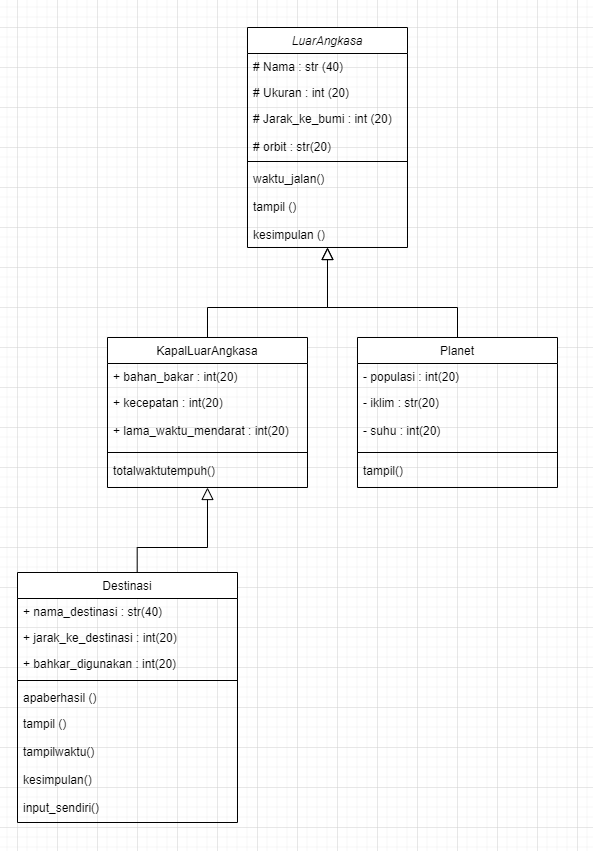 LuarAngkasa
# Nama : str (40)
# Ukuran : int (20)
# Jarak_ke_bumi : int (20)
# orbit : str(20)
waktu_jalan()
tampil ()
kesimpulan ()
KapalLuarAngkasa
+ bahan_bakar : int(20)
+ kecepatan : int(20)
+ lama_waktu_mendarat : int(20)
totalwaktutempuh()
Planet
- populasi : int(20)
- iklim : str(20)
- suhu : int(20)
tampil()
Destinasi
+ nama_destinasi : str(40)
+ jarak_ke_destinasi : int(20)
+ bahkar_digunakan : int(20)
apaberhasil ()
tampil ()
tampilwaktu()
kesimpulan()
input_sendiri()